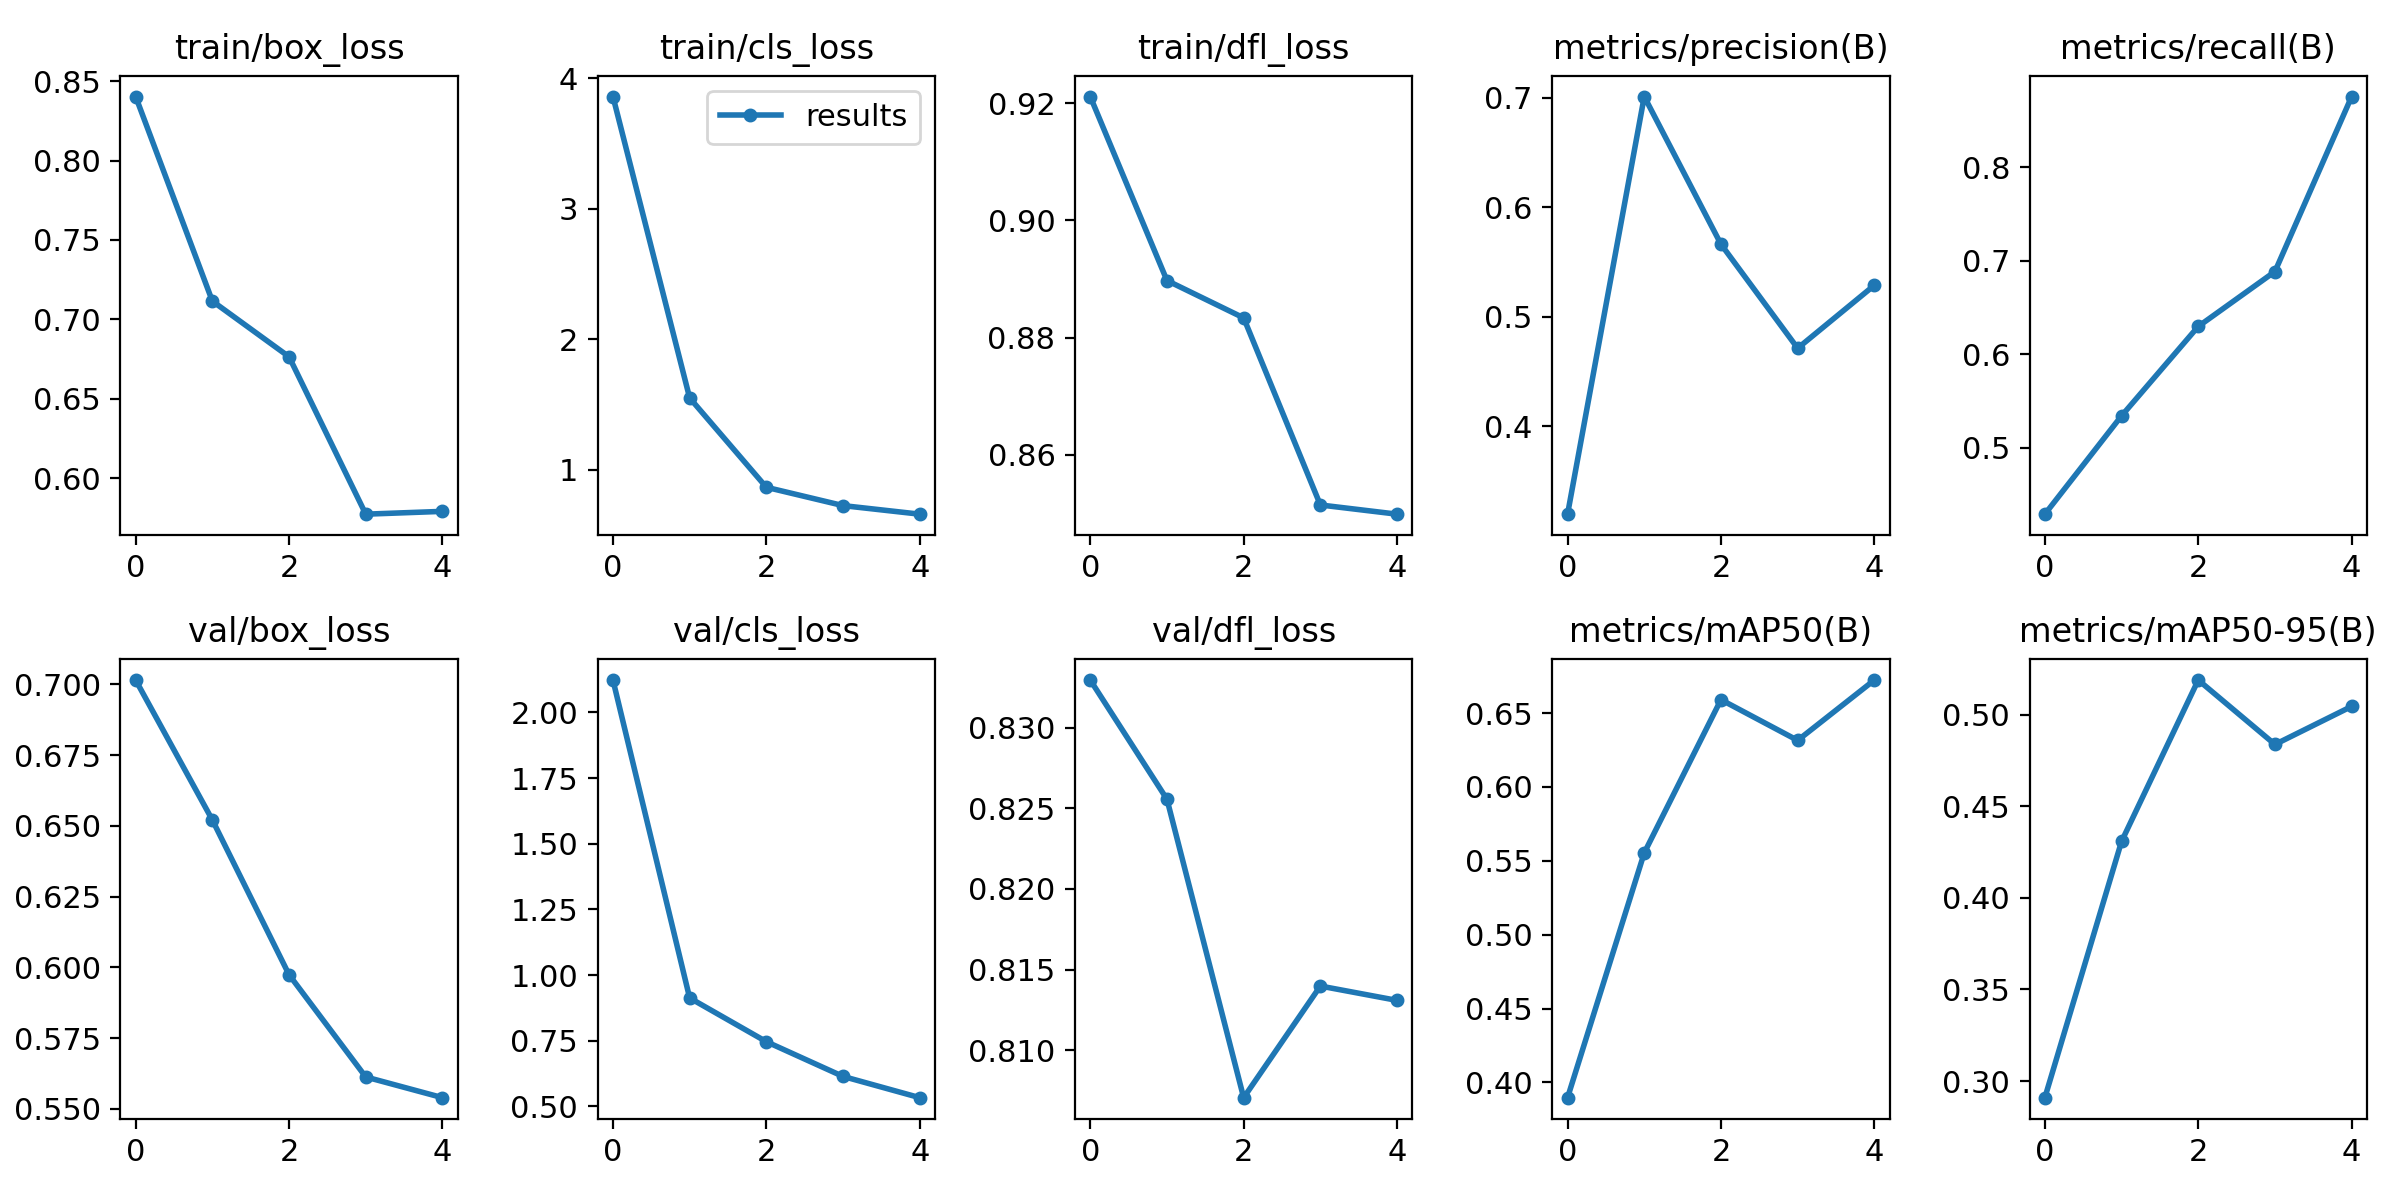 train/box_loss
0.85
0.80
0.75
0.70
0.65
0.60
0 2 4
train/cls_loss
results
4
3
2
1
0 2 4
train/dfl_loss
0.92
0.90
0.88
0.86
0 2 4
metrics/precision(B)
0.7
0.6
0.5
0.4
0 2 4
metrics/recall(B)
0.8
0.7
0.6
0.5
0 2 4
val/box_loss
0.700
0.675
0.650
0.625
0.600
0.575
0.550
0 2 4
val/cls_loss
2.00
1.75
1.50
1.25
1.00
0.75
0.50
0 2 4
val/dfl_loss
0.830
0.825
0.820
0.815
0.810
0 2 4
metrics/mAP50(B)
0.65
0.60
0.55
0.50
0.45
0.40
0 2 4
metrics/mAP50-95(B)
0.50
0.45
0.40
0.35
0.30
0 2 4